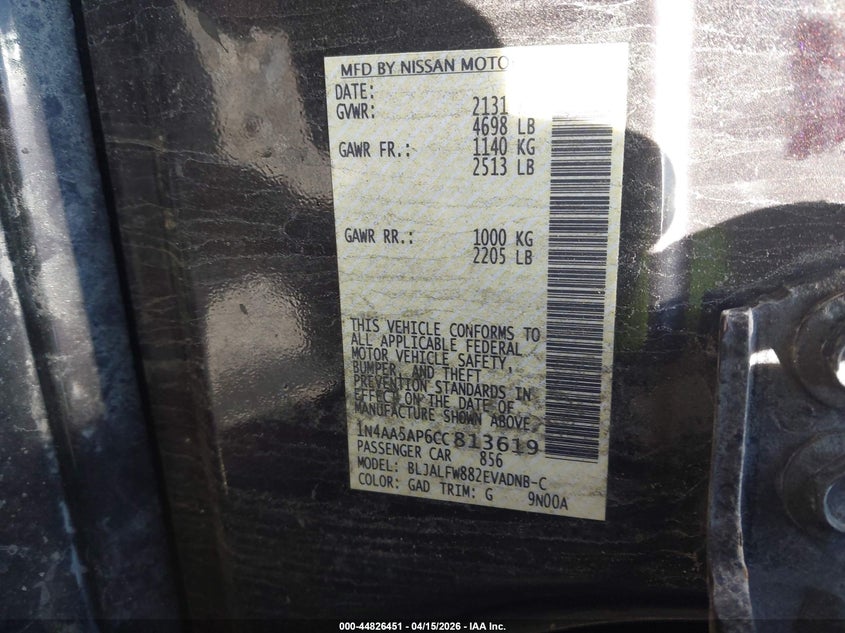 MFD BY NISSAN MOTO
DATE:
GVWR: 2131
4698 LB
GAWR FR.: 1140 KG
2513 LB
GAWR RR.: 1000 KG
2205 LB
THIS VEHICLE CONFORMS TO
ALL APPLICABLE FEDERAL
MOTOR VEHICLE SAFETY,
BUMPER, AND THEFT
PREVENTION STANDARDS IN
EFFECT ON THE DATE OF
MANUFACTURE SHOWN ABOVE.
1N4AA5AP6CC813619
PASSENGER CAR 856
MODEL: BLJALFW882EVADNB-C
COLOR: GAD TRIM: G 9N00A
000-44826451 | 04/15/2026 | IAA Inc.